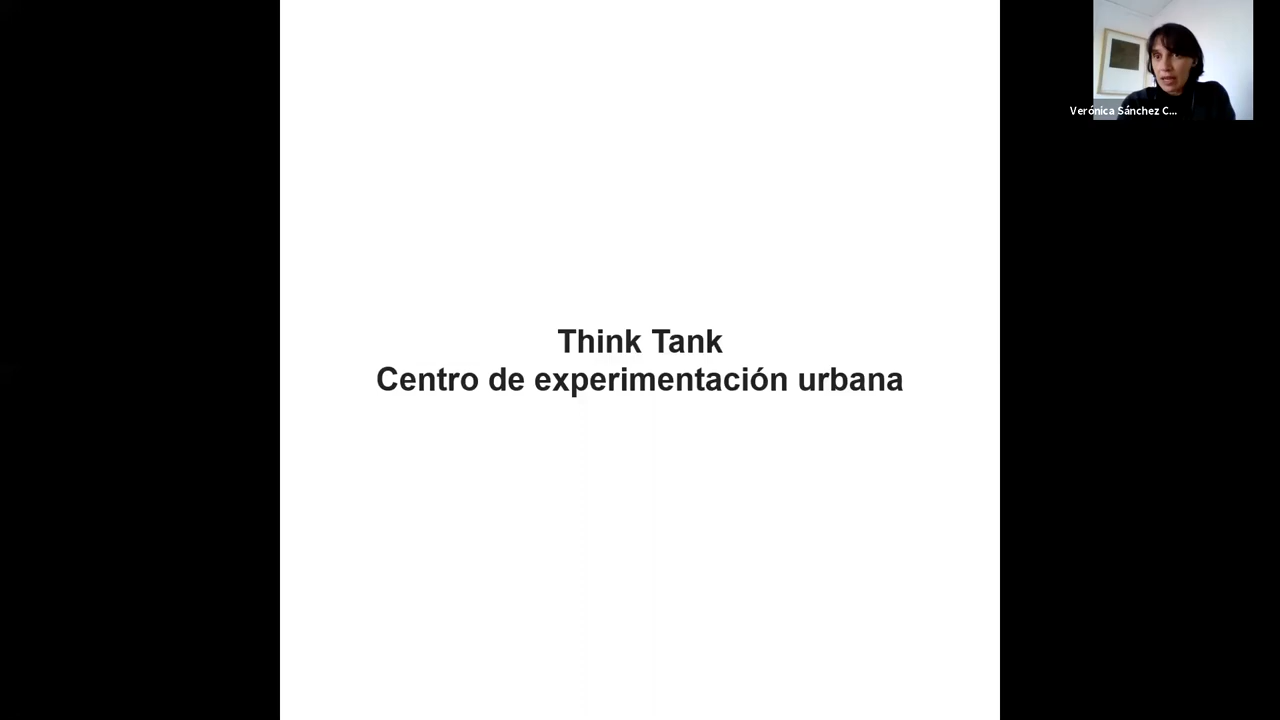 Think Tank
Centro de experimentación urbana
Verónica Sánchez C...